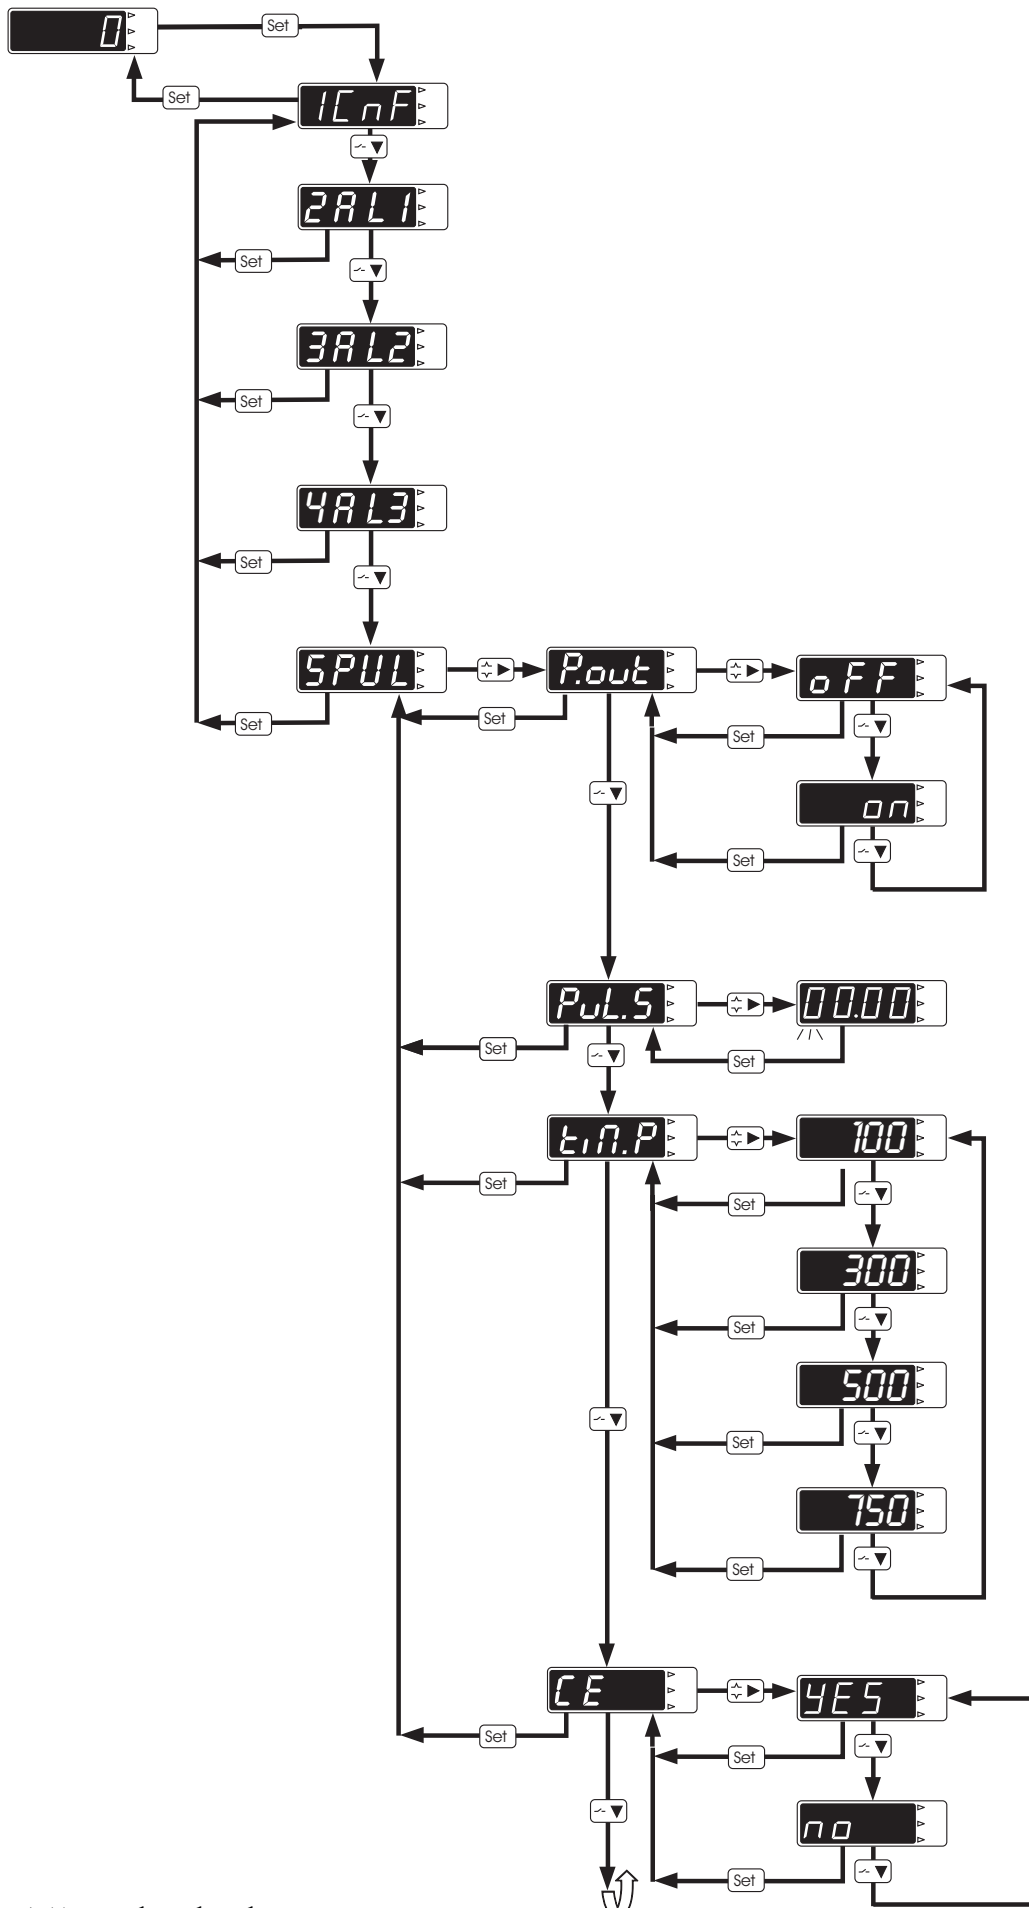 0
Set
Set
1CnF
2AL1
Set
3AL2
Set
4AL3
Set
5PUL
P.out
oFF
Set
Set
Set
on
Set
PuL.S
00.00
Set
Set
tiM.P
100
Set
Set
300
Set
500
Set
750
Set
CE
YES
Set
Set
no
Set